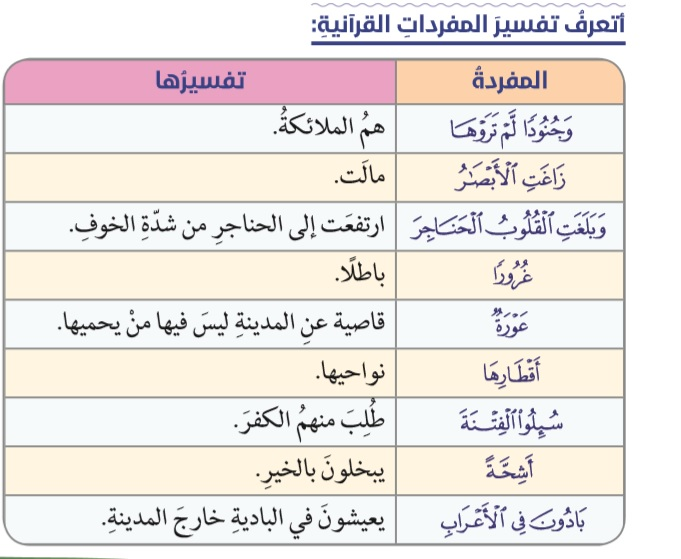 أتعرفُ تفسيرَ المفرداتِ القرآنيةِ:
المفردةُ تفسيرُها
وَجُنُودًا لَّمْ تَرَوْهَا همُ الملائكةُ.
زَاغَتِ ٱلْأَبْصَٰرُ مالَت.
وَبَلَغَتِ ٱلْقُلُوبُ ٱلْحَنَاجِرَ ارتفعَت إلى الحناجرِ من شدّةِ الخوفِ.
غُرُورًا باطلًا.
عَوْرَةٌ قاصية عنِ المدينةِ ليسَ فيها منْ يحميها.
أَقْطَارِهَا نواحيها.
سُئِلُوا۟ ٱلْفِتْنَةَ طُلِبَ منهمُ الكفرَ.
أَشِحَّةً يبخلونَ بالخيرِ.
بَادُونَ فِى ٱلْأَعْرَابِ يعيشونَ في الباديةِ خارجَ المدينةِ.